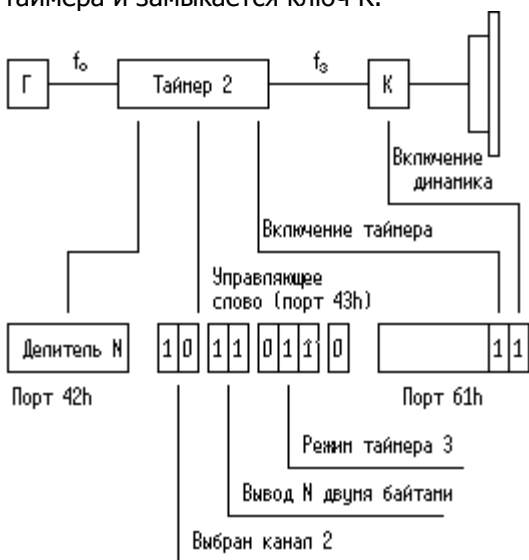 таймера и замыкается ключ К.
f₀ f₃
Г Таймер 2 К
Включение
динамика
Включение таймера
Управляющее
слово (порт 43h)
Делитель N 1 0 1 1 0 1 1 0 1 1
Порт 42h Порт 61h
Режим таймера 3
Вывод N двумя байтами
Выбран канал 2